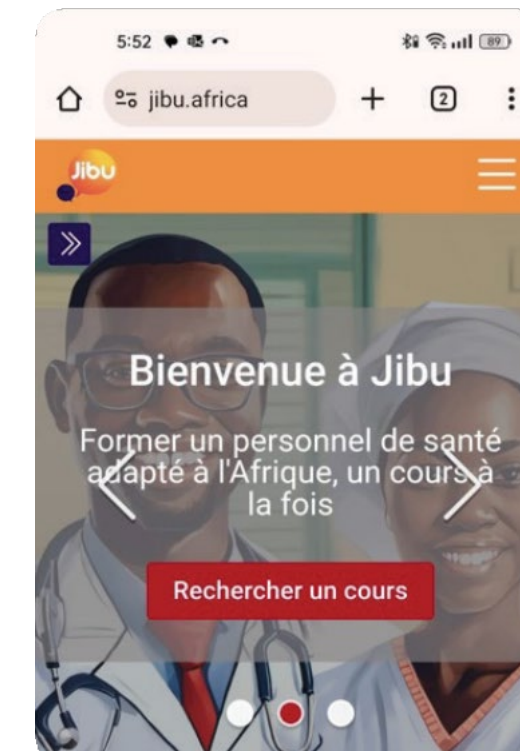 5:52
89
jibu.africa
2
Jibu
Bienvenue à Jibu
Former un personnel de santé
adapté à l'Afrique, un cours à
la fois
Rechercher un cours